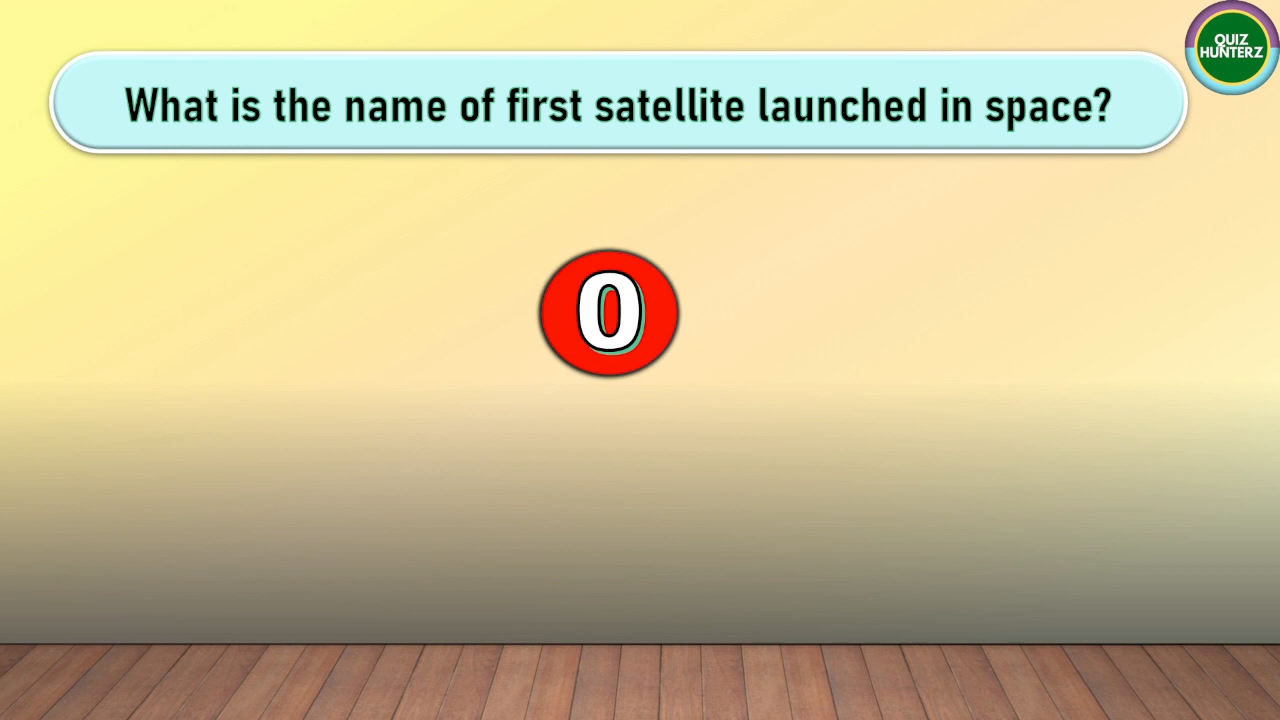 QUIZ
HUNTERZ
What is the name of first satellite launched in space?
0